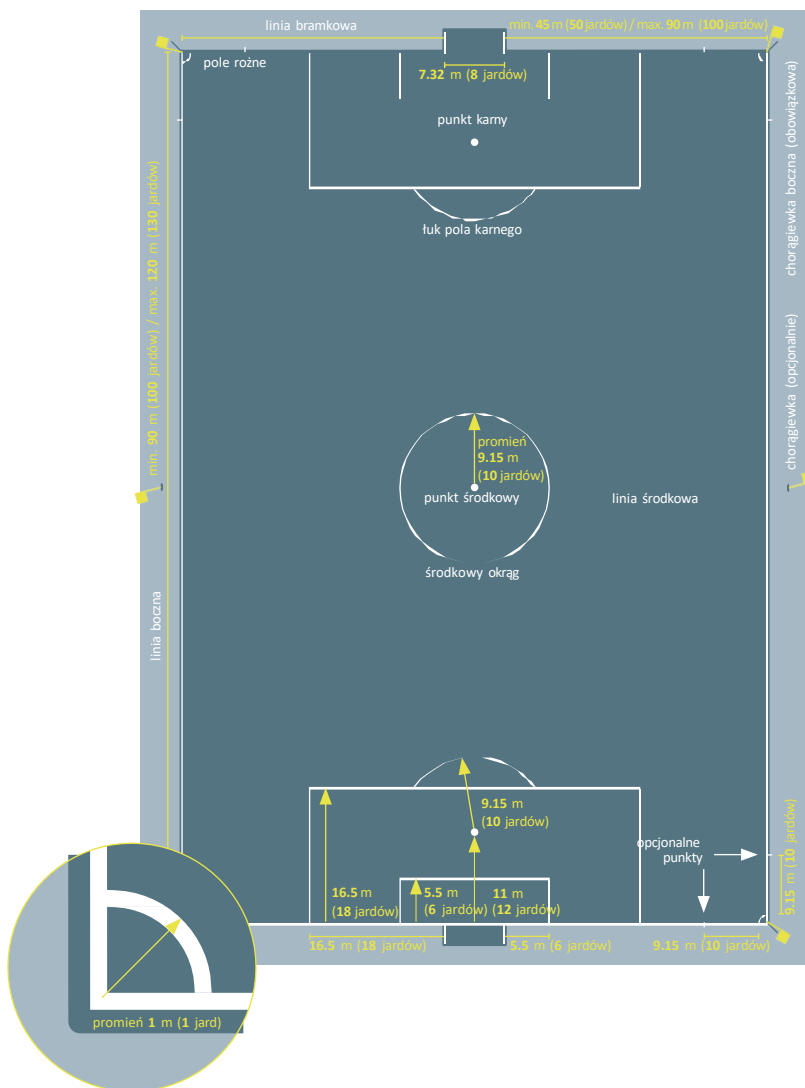 linia bramkowa
min. 45 m (50 jardów) / max. 90 m (100 jardów)
pole rożne
7.32 m (8 jardów)
punkt karny
łuk pola karnego
chorągiewka boczna (obowiązkowa)
min. 90 m (100 jardów) / max. 120 m (130 jardów)
chorągiewka (opcjonalnie)
promień
9.15 m
(10 jardów)
punkt środkowy
linia środkowa
środkowy okrąg
linia boczna
9.15 m
(10 jardów)
opcjonalne
punkty
9.15 m (10 jardów)
16.5 m
(18 jardów)
5.5 m
(6 jardów)
11 m
(12 jardów)
16.5 m (18 jardów)
5.5 m (6 jardów)
9.15 m (10 jardów)
promień 1 m (1 jard)